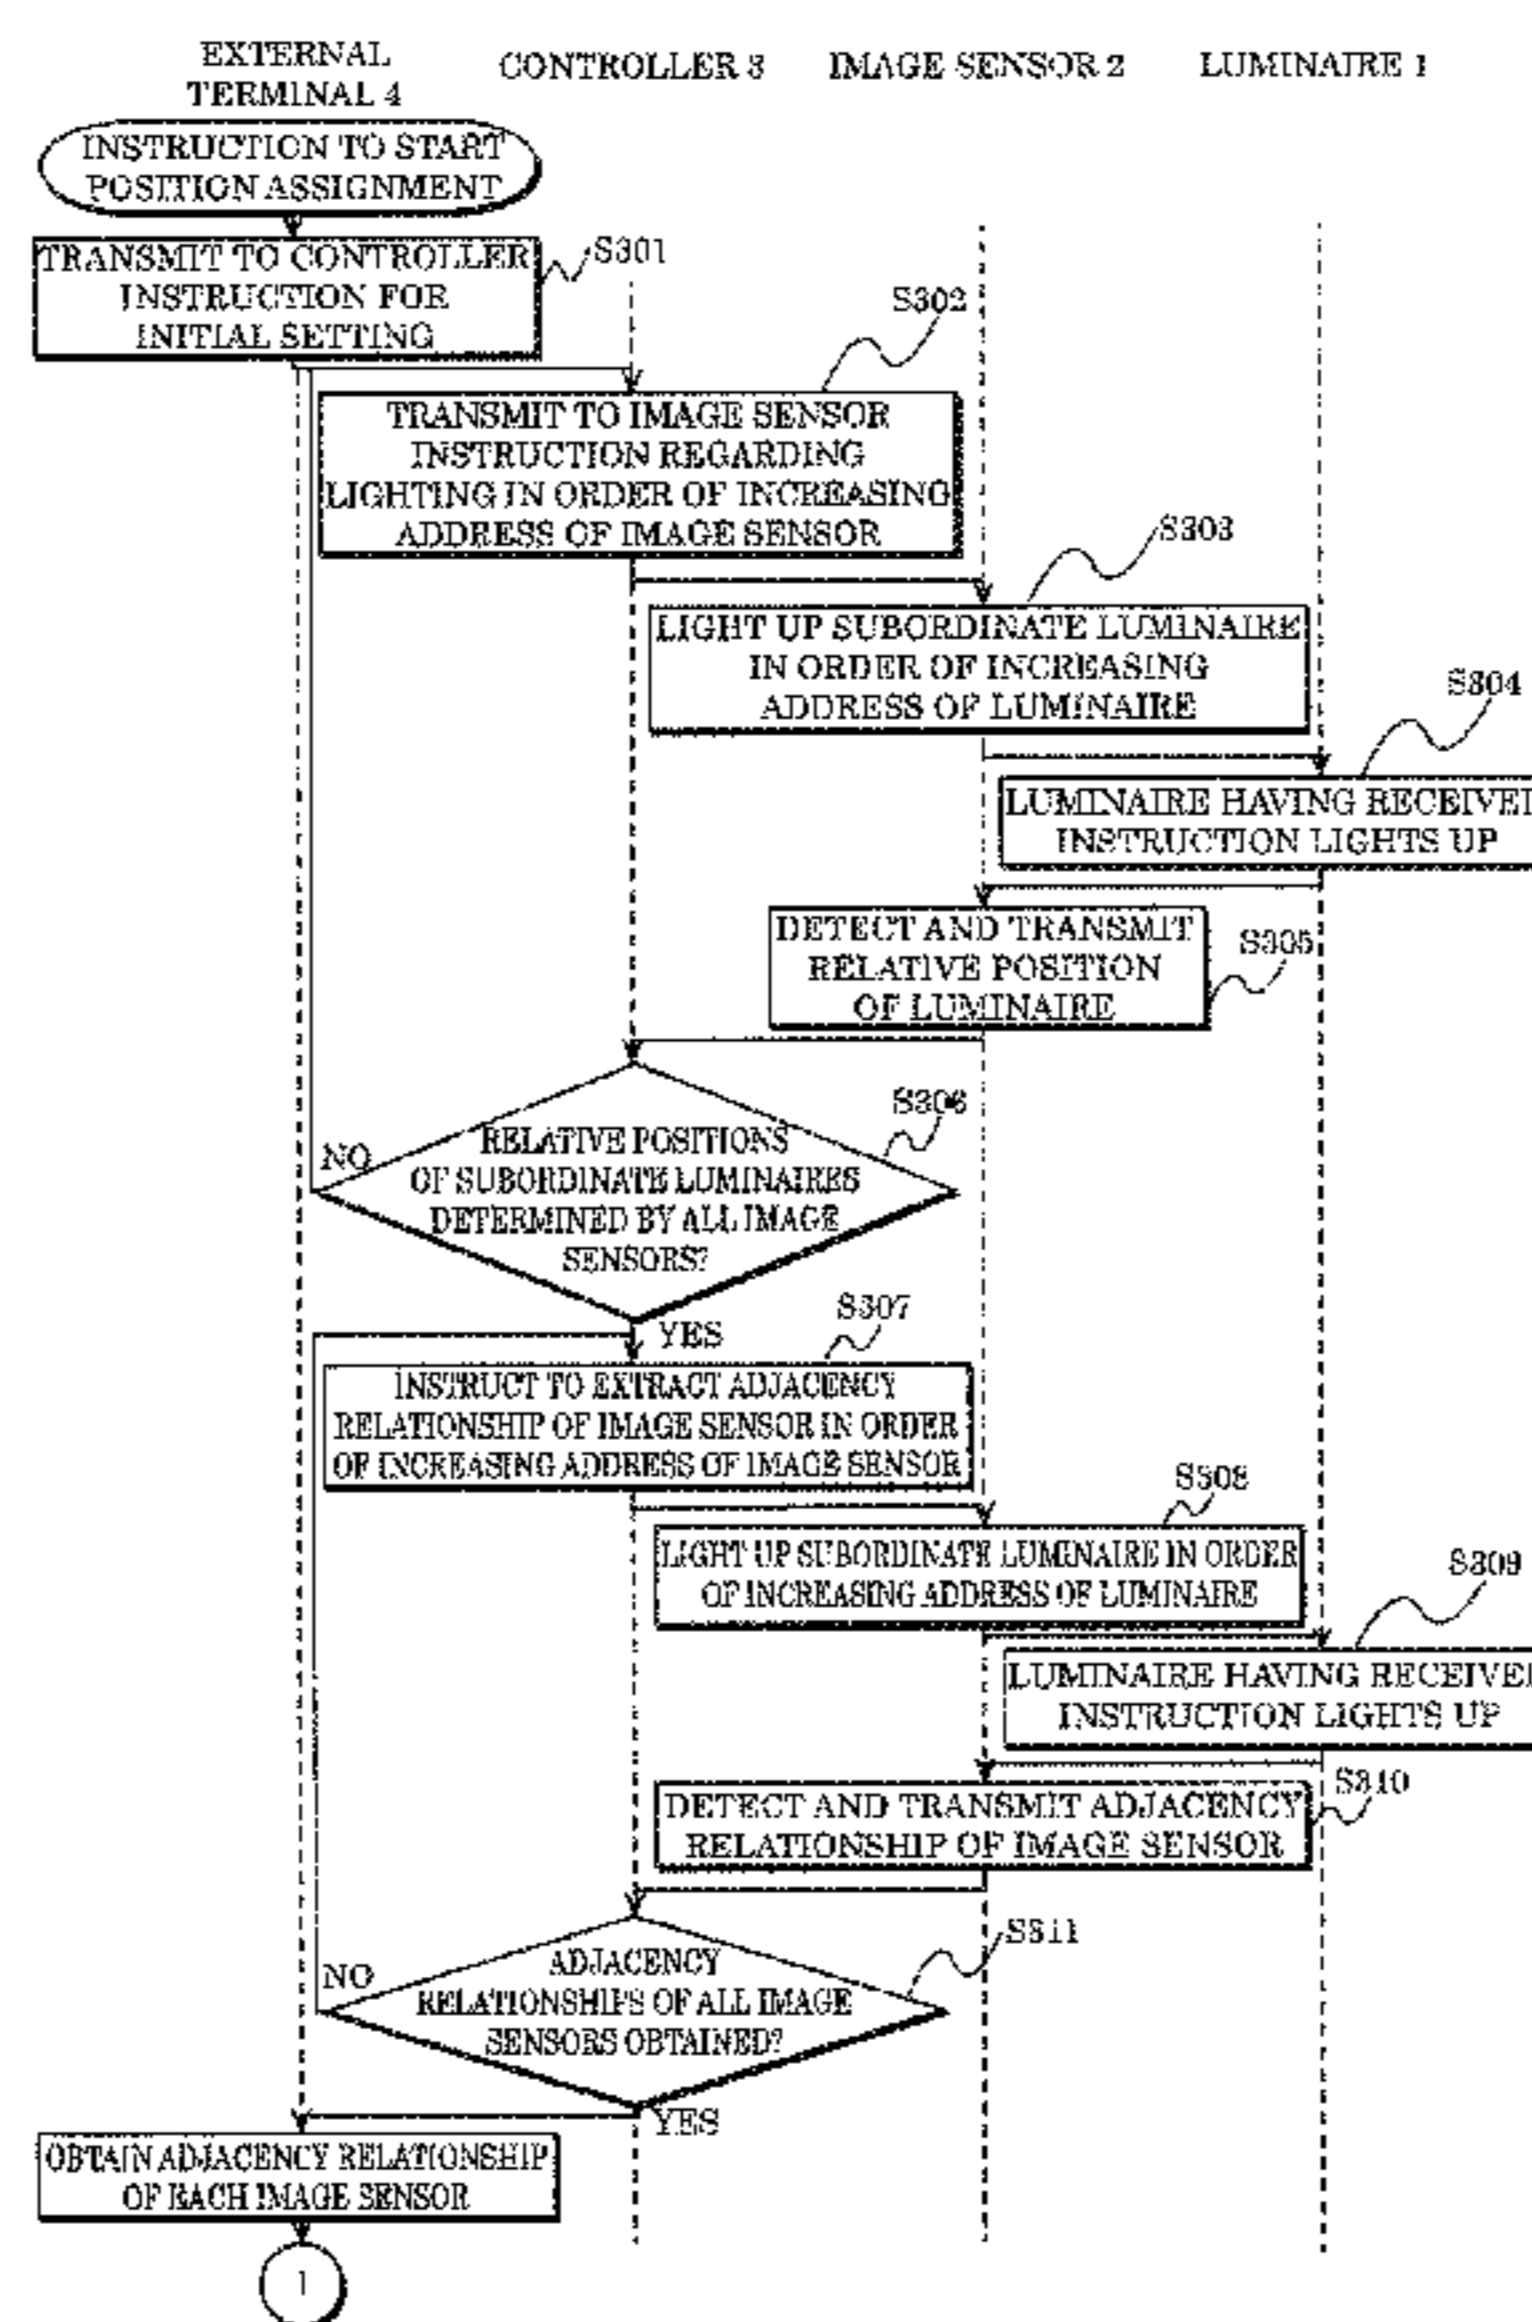 EXTERNAL
TERMINAL 4
CONTROLLER 3
IMAGE SENSOR 2
LUMINAIRE 1
INSTRUCTION TO START
POSITION ASSIGNMENT
TRANSMIT TO CONTROLLER
INSTRUCTION FOR
INITIAL SETTING
S301
S302
TRANSMIT TO IMAGE SENSOR
INSTRUCTION REGARDING
LIGHTING IN ORDER OF INCREASING
ADDRESS OF IMAGE SENSOR
S303
LIGHT UP SUBORDINATE LUMINAIRE
IN ORDER OF INCREASING
ADDRESS OF LUMINAIRE
S304
LUMINAIRE HAVING RECEIVE
INSTRUCTION LIGHTS UP
DETECT AND TRANSMIT
RELATIVE POSITION
OF LUMINAIRE
S305
S306
NO
RELATIVE POSITIONS
OF SUBORDINATE LUMINAIRES
DETERMINED BY ALL IMAGE
SENSORS?
S307
YES
INSTRUCT TO EXTRACT ADJACENCY
RELATIONSHIP OF IMAGE SENSOR IN ORDER
OF INCREASING ADDRESS OF IMAGE SENSOR
S308
LIGHT UP SUBORDINATE LUMINAIRE IN ORDER
OF INCREASING ADDRESS OF LUMINAIRE
S309
LUMINAIRE HAVING RECEIVE
INSTRUCTION LIGHTS UP
S310
DETECT AND TRANSMIT ADJACENCY
RELATIONSHIP OF IMAGE SENSOR
S311
NO
ADJACENCY
RELATIONSHIPS OF ALL IMAGE
SENSORS OBTAINED?
YES
OBTAIN ADJACENCY RELATIONSHIP
OF EACH IMAGE SENSOR
1